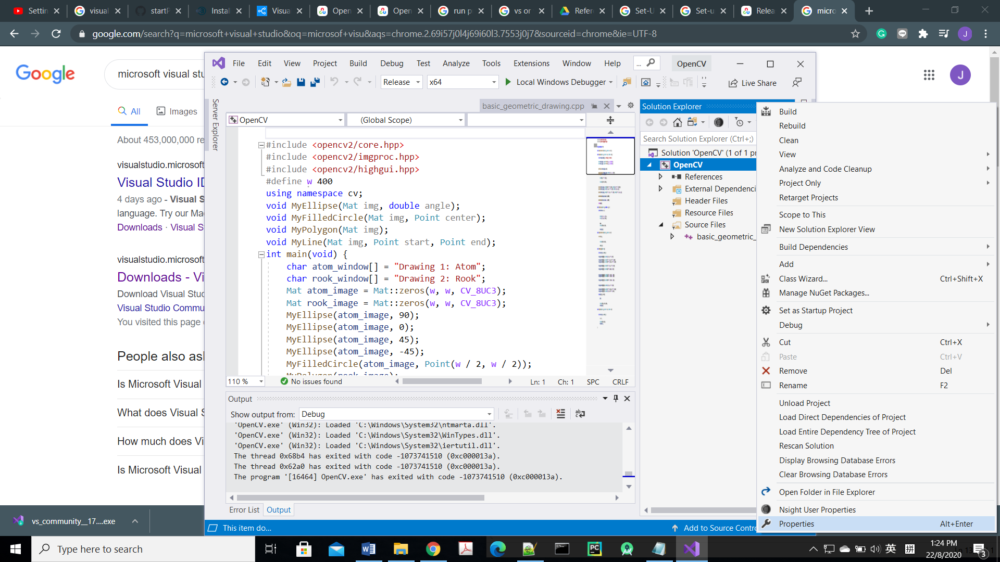 Settin
visual
startP
Instal
Visua
Open
Open
run p
vs or
Refer
Set-U
Set-u
Relea
micro
google.com/search?q=microsoft+visual+studio&oq=microsof+visu&aqs=chrome.2.69i57j0l4j69i60l3.7553j0j7&sourceid=chrome&ie=UTF-8
J
Google
microsoft visual stu
J
All
Images
About 453,000,000 re
visualstudio.microsoft
Visual Studio ID
4 days ago - Visual S
language. Try our Ma
Downloads · Visual S
visualstudio.microsoft
Downloads - Vi
Download Visual Stud
Visual Studio Commu
You visited this page
People also ask
Is Microsoft Visual
What does Visual S
How much does Vi
Is Microsoft Visual
File Edit View Project Build Debug Test Analyze Tools Extensions Window Help ... OpenCV
Release x64 Local Windows Debugger Live Share
Server Explorer
basic_geometric_drawing.cpp
OpenCV (Global Scope)
#include <opencv2/core.hpp>
#include <opencv2/imgproc.hpp>
#include <opencv2/highgui.hpp>
#define w 400
using namespace cv;
void MyEllipse(Mat img, double angle);
void MyFilledCircle(Mat img, Point center);
void MyPolygon(Mat img);
void MyLine(Mat img, Point start, Point end);
int main(void) {
char atom_window[] = "Drawing 1: Atom";
char rook_window[] = "Drawing 2: Rook";
Mat atom_image = Mat::zeros(w, w, CV_8UC3);
Mat rook_image = Mat::zeros(w, w, CV_8UC3);
MyEllipse(atom_image, 90);
MyEllipse(atom_image, 0);
MyEllipse(atom_image, 45);
MyEllipse(atom_image, -45);
MyFilledCircle(atom_image, Point(w / 2, w / 2));
MyPolygon(rook_image);
110 % No issues found Ln: 1 Ch: 1 SPC CRLF
Output
Show output from: Debug
'OpenCV.exe' (Win32): Loaded 'C:\Windows\System32\ntmarta.dll'.
'OpenCV.exe' (Win32): Loaded 'C:\Windows\System32\WinTypes.dll'.
'OpenCV.exe' (Win32): Loaded 'C:\Windows\System32\iertutil.dll'.
The thread 0x68b4 has exited with code -1073741510 (0xc000013a).
The thread 0x62a0 has exited with code -1073741510 (0xc000013a).
The program '[16464] OpenCV.exe' has exited with code -1073741510 (0xc000013a).
Error List Output
This item do... Add to Source Contro
Solution Explorer
Search Solution Explorer (Ctrl+;)
Solution 'OpenCV' (1 of 1 pr
OpenCV
References
External Dependenci
Header Files
Resource Files
Source Files
basic_geometric_
Build
Rebuild
Clean
View
Analyze and Code Cleanup
Project Only
Retarget Projects
Scope to This
New Solution Explorer View
Build Dependencies
Add
Class Wizard... Ctrl+Shift+X
Manage NuGet Packages...
Set as Startup Project
Debug
Cut Ctrl+X
Paste Ctrl+V
Remove Del
Rename F2
Unload Project
Load Direct Dependencies of Project
Load Entire Dependency Tree of Project
Rescan Solution
Display Browsing Database Errors
Clear Browsing Database Errors
Open Folder in File Explorer
Nsight User Properties
Properties Alt+Enter
vs_community__17....exe
Type here to search
英
拼
1:24 PM
22/8/2020
3